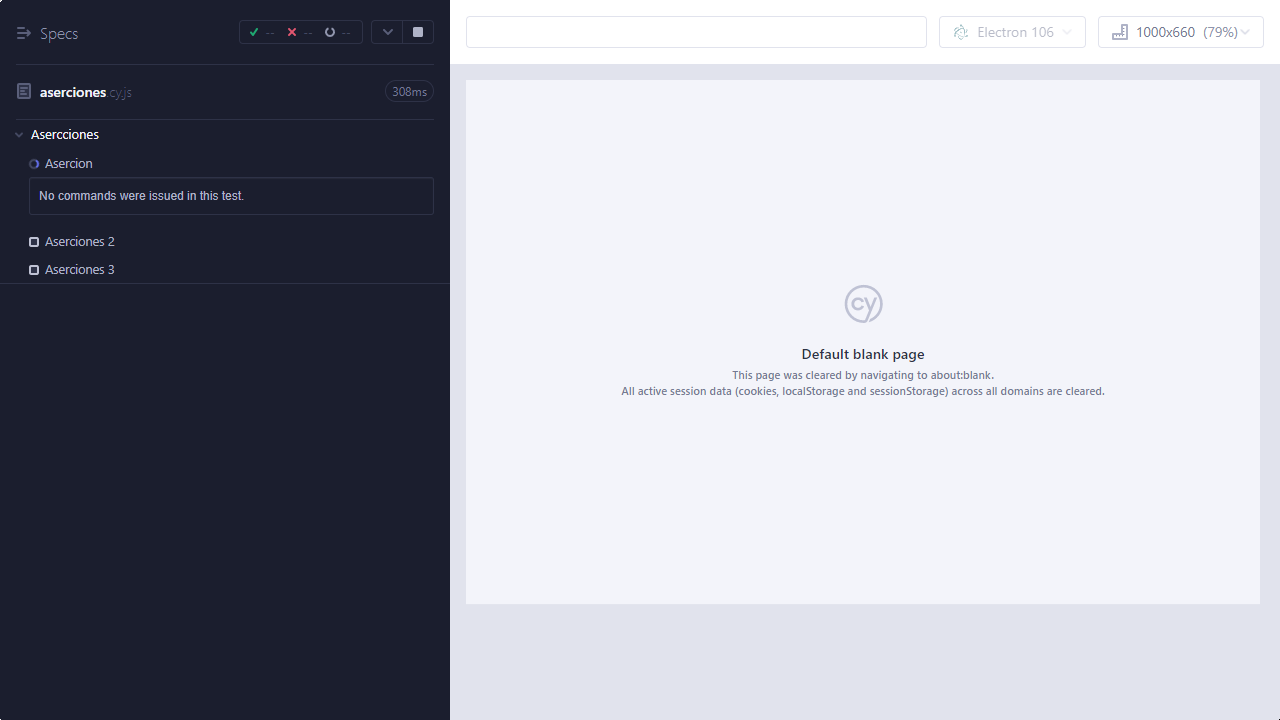 Specs
--
--
--
aserciones.cy.js
308ms
Asercciones
Asercion
No commands were issued in this test.
Aserciones 2
Aserciones 3
Electron 106
1000x660 (79%)
cy
Default blank page
This page was cleared by navigating to about:blank.
All active session data (cookies, localStorage and sessionStorage) across all domains are cleared.